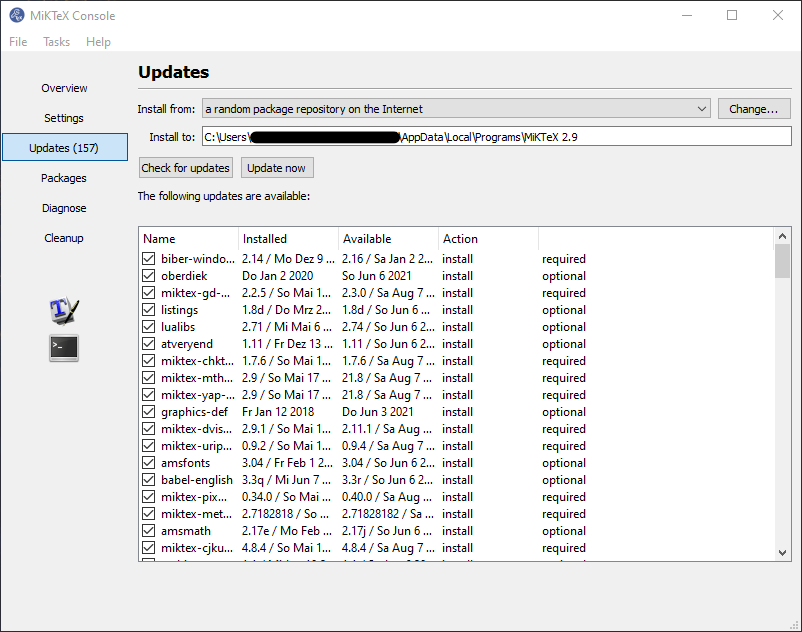 MiKTeX Console
File Tasks Help
Overview
Settings
Updates (157)
Packages
Diagnose
Cleanup
Updates
Install from: a random package repository on the Internet Change...
Install to: C:\Users\ \AppData\Local\Programs\MiKTeX 2.9
Check for updates Update now
The following updates are available:
Name Installed Available Action
biber-windo... 2.14 / Mo Dez 9 ... 2.16 / Sa Jan 2 2... install required
oberdiek Do Jan 2 2020 So Jun 6 2021 install optional
miktex-gd-... 2.2.5 / So Mai 1... 2.3.0 / Sa Aug 7 ... install required
listings 1.8d / Do Mrz 2... 1.8d / So Jun 6 ... install optional
lualibs 2.71 / Mi Mai 6 ... 2.74 / So Jun 6 2... install optional
atveryend 1.11 / Fr Dez 13 ... 1.11 / So Jun 6 2... install optional
miktex-chkt... 1.7.6 / So Mai 1... 1.7.6 / Sa Aug 7 ... install required
miktex-mth... 2.9 / So Mai 17 ... 21.8 / Sa Aug 7 ... install required
miktex-yap-... 2.9 / So Mai 17 ... 21.8 / Sa Aug 7 ... install required
graphics-def Fr Jan 12 2018 Do Jun 3 2021 install optional
miktex-dvis... 2.9.1 / So Mai 1... 2.11.1 / Sa Aug ... install required
miktex-urip... 0.9.2 / So Mai 1... 0.9.4 / Sa Aug 7 ... install required
amsfonts 3.04 / Fr Feb 1 2... 3.04 / So Jun 6 2... install optional
babel-english 3.3q / Mi Jun 7 ... 3.3r / So Jun 6 2... install optional
miktex-pix... 0.34.0 / So Mai ... 0.40.0 / Sa Aug ... install required
miktex-met... 2.7182818 / So ... 2.71828182 / Sa ... install required
amsmath 2.17e / Mo Feb ... 2.17j / So Jun 6 ... install optional
miktex-cjku... 4.8.4 / So Mai 1... 4.8.4 / Sa Aug 7 ... install required